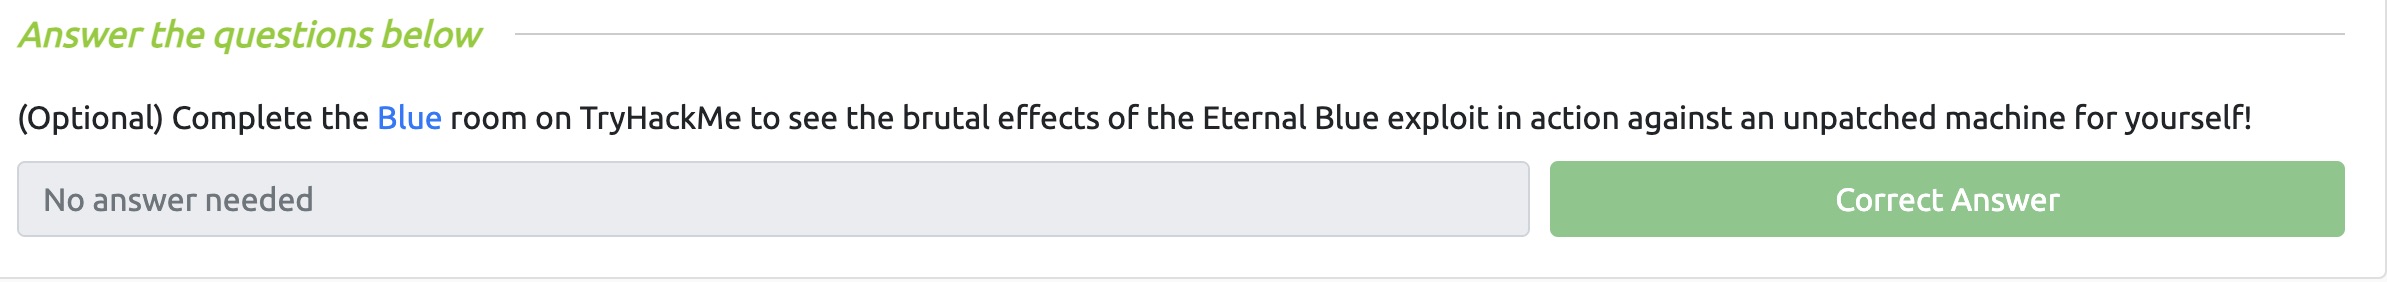 Answer the questions below
(Optional) Complete the Blue room on TryHackMe to see the brutal effects of the Eternal Blue exploit in action against an unpatched machine for yourself!
No answer needed
Correct Answer